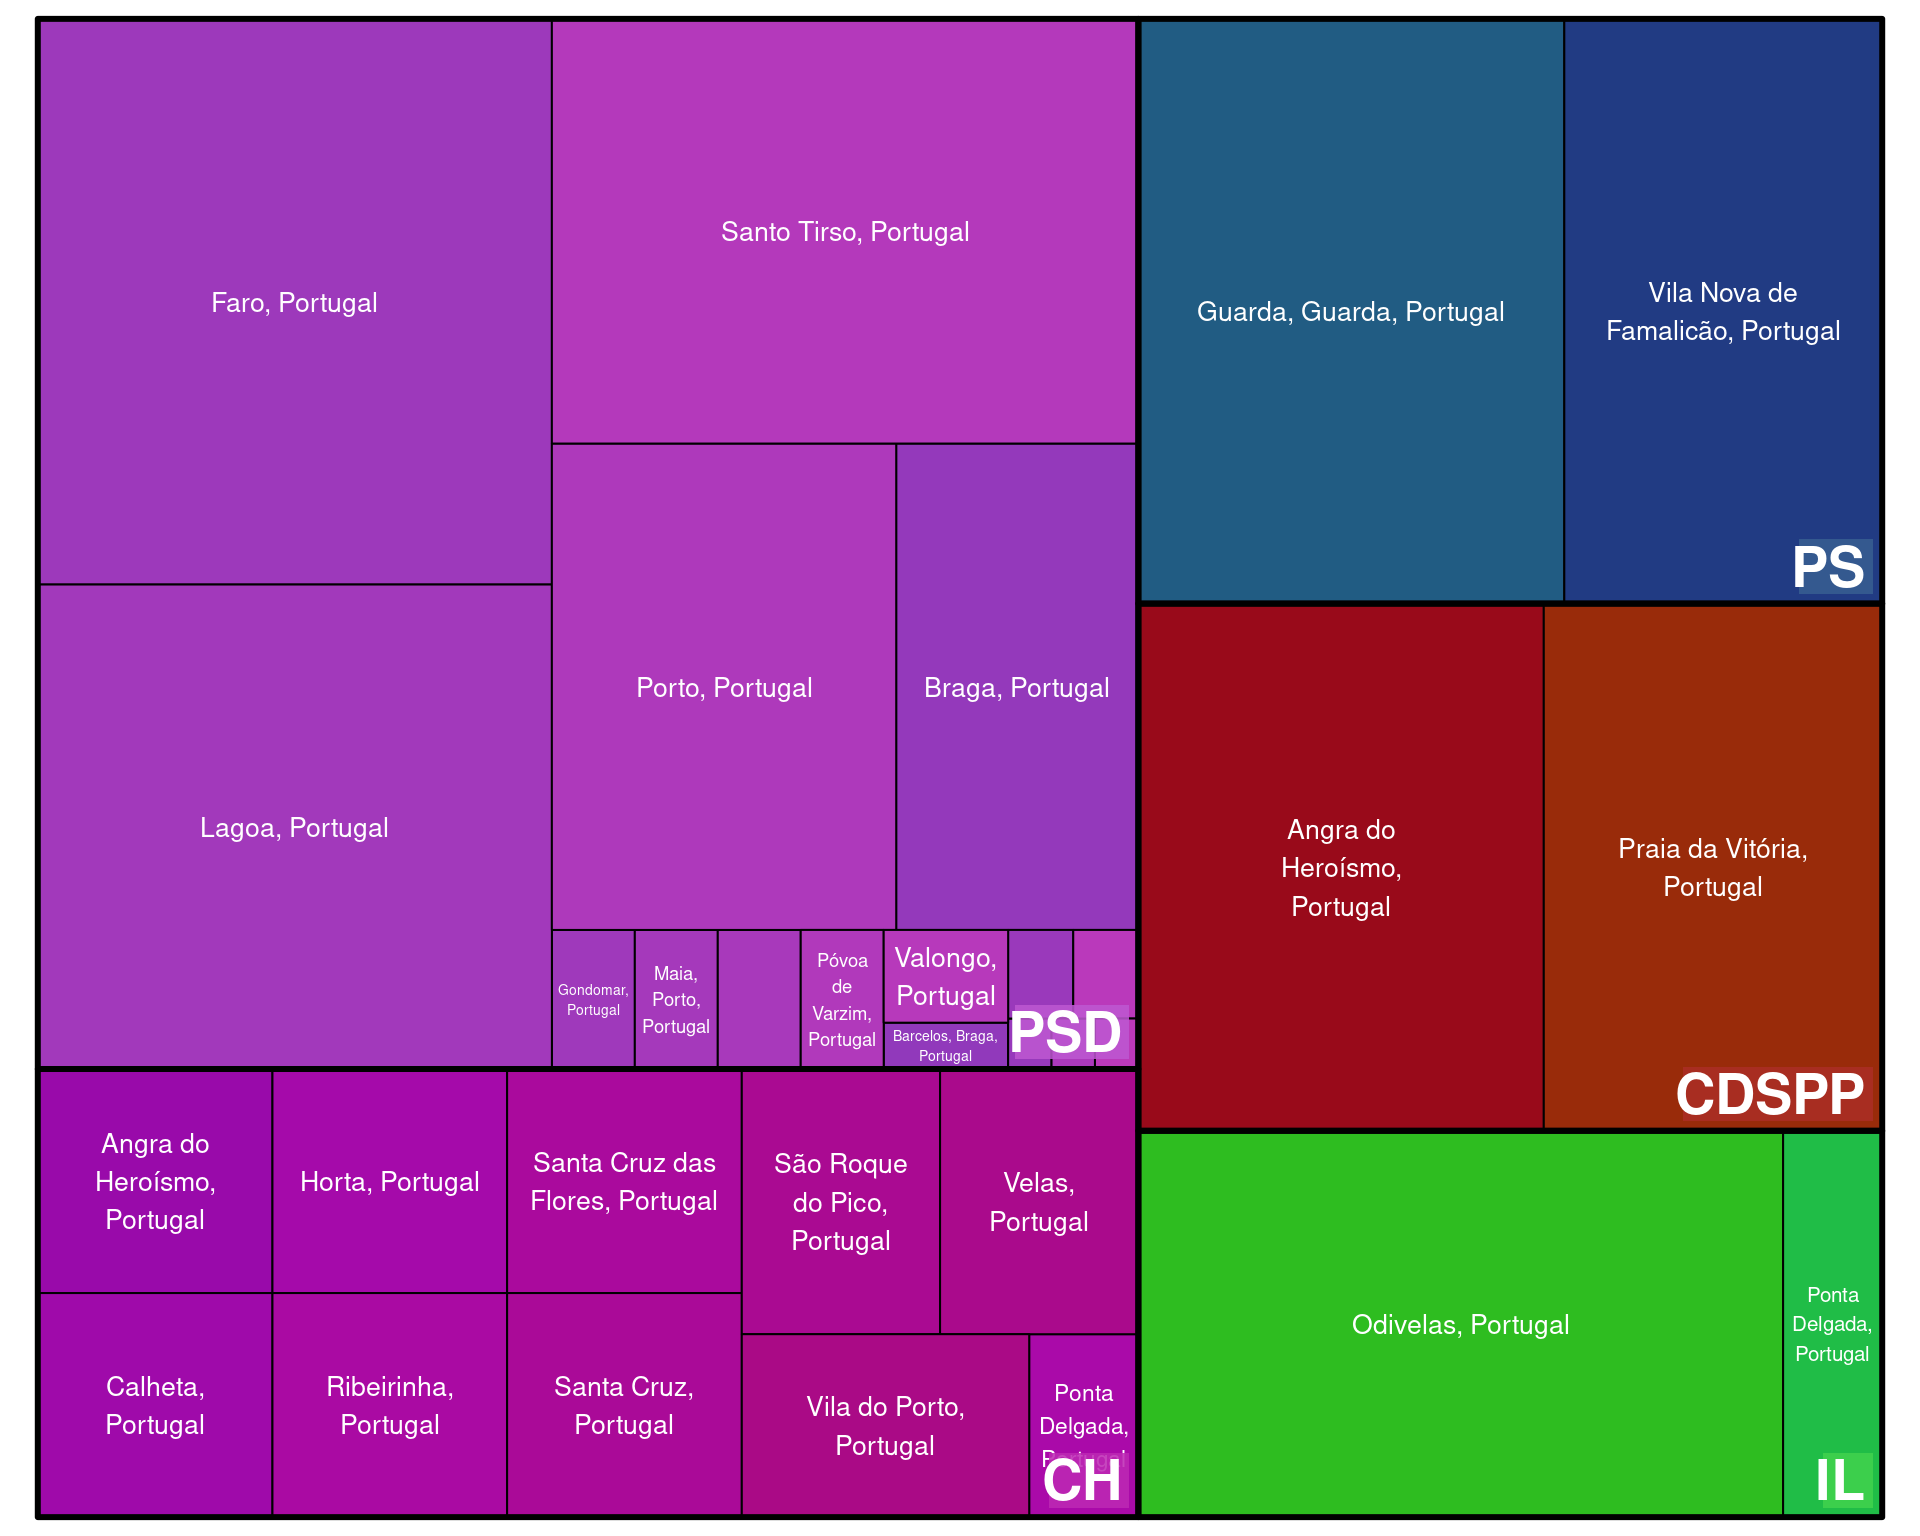 Faro, Portugal
Santo Tirso, Portugal
Lagoa, Portugal
Porto, Portugal
Braga, Portugal
Gondomar,
Portugal
Maia,
Porto,
Portugal
Póvoa
de
Varzim,
Portugal
Valongo,
Portugal
Barcelos, Braga,
Portugal
PSD
Guarda, Guarda, Portugal
Vila Nova de
Famalicão, Portugal
PS
Angra do
Heroísmo,
Portugal
Praia da Vitória,
Portugal
CDSPP
Angra do
Heroísmo,
Portugal
Horta, Portugal
Santa Cruz das
Flores, Portugal
São Roque
do Pico,
Portugal
Velas,
Portugal
Calheta,
Portugal
Ribeirinha,
Portugal
Santa Cruz,
Portugal
Vila do Porto,
Portugal
Ponta
Delgada,
Portugal
CH
Odivelas, Portugal
Ponta
Delgada,
Portugal
IL